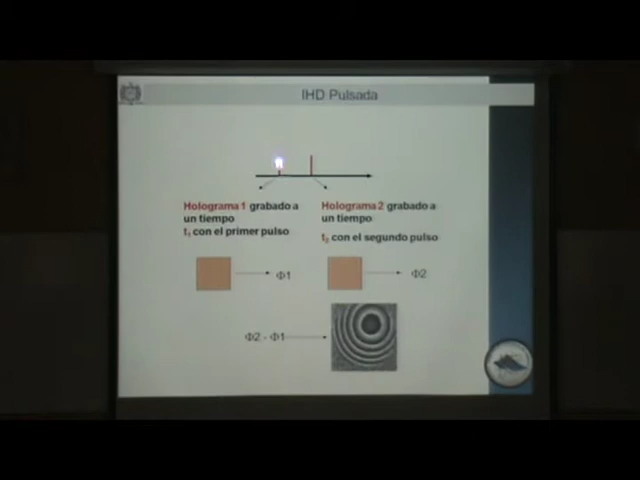 IHD Pulsada
Holograma 1 grabado a
un tiempo
t1 con el primer pulso
Holograma 2 grabado a
un tiempo
t2 con el segundo pulso
Φ1
Φ2
Φ2 - Φ1